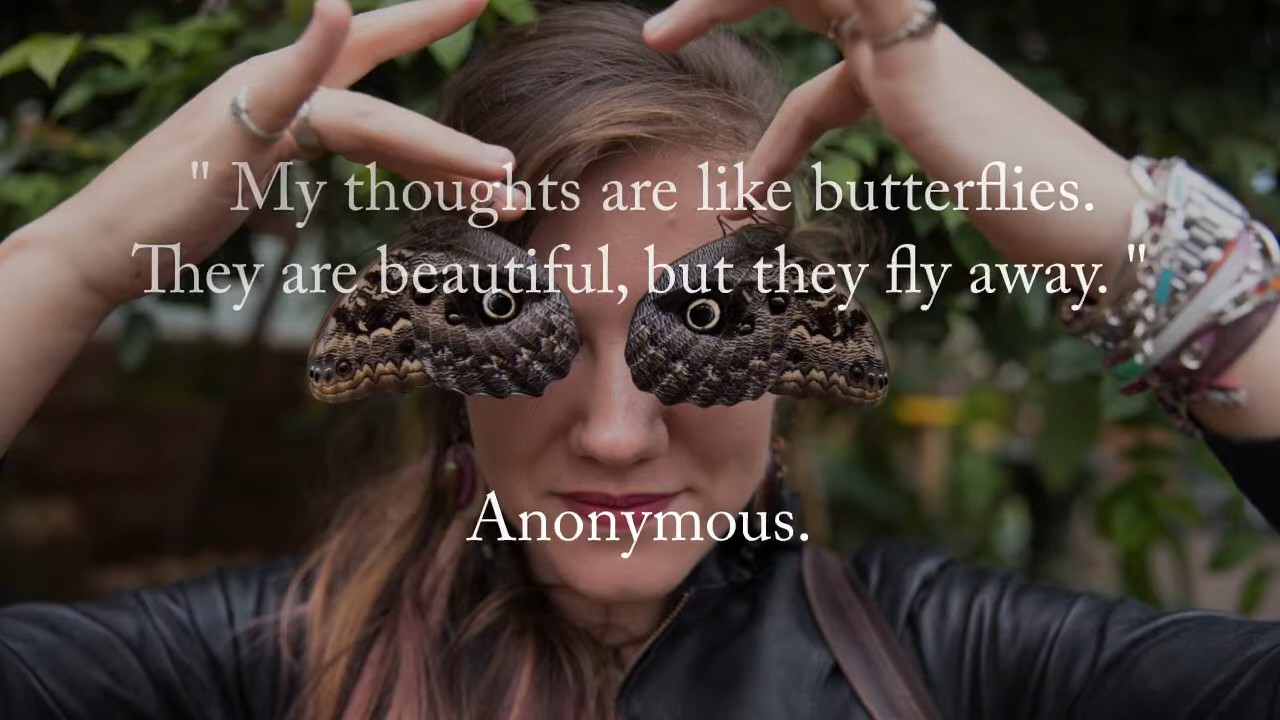 " My thoughts are like butterflies.
They are beautiful, but they fly away. "
Anonymous.